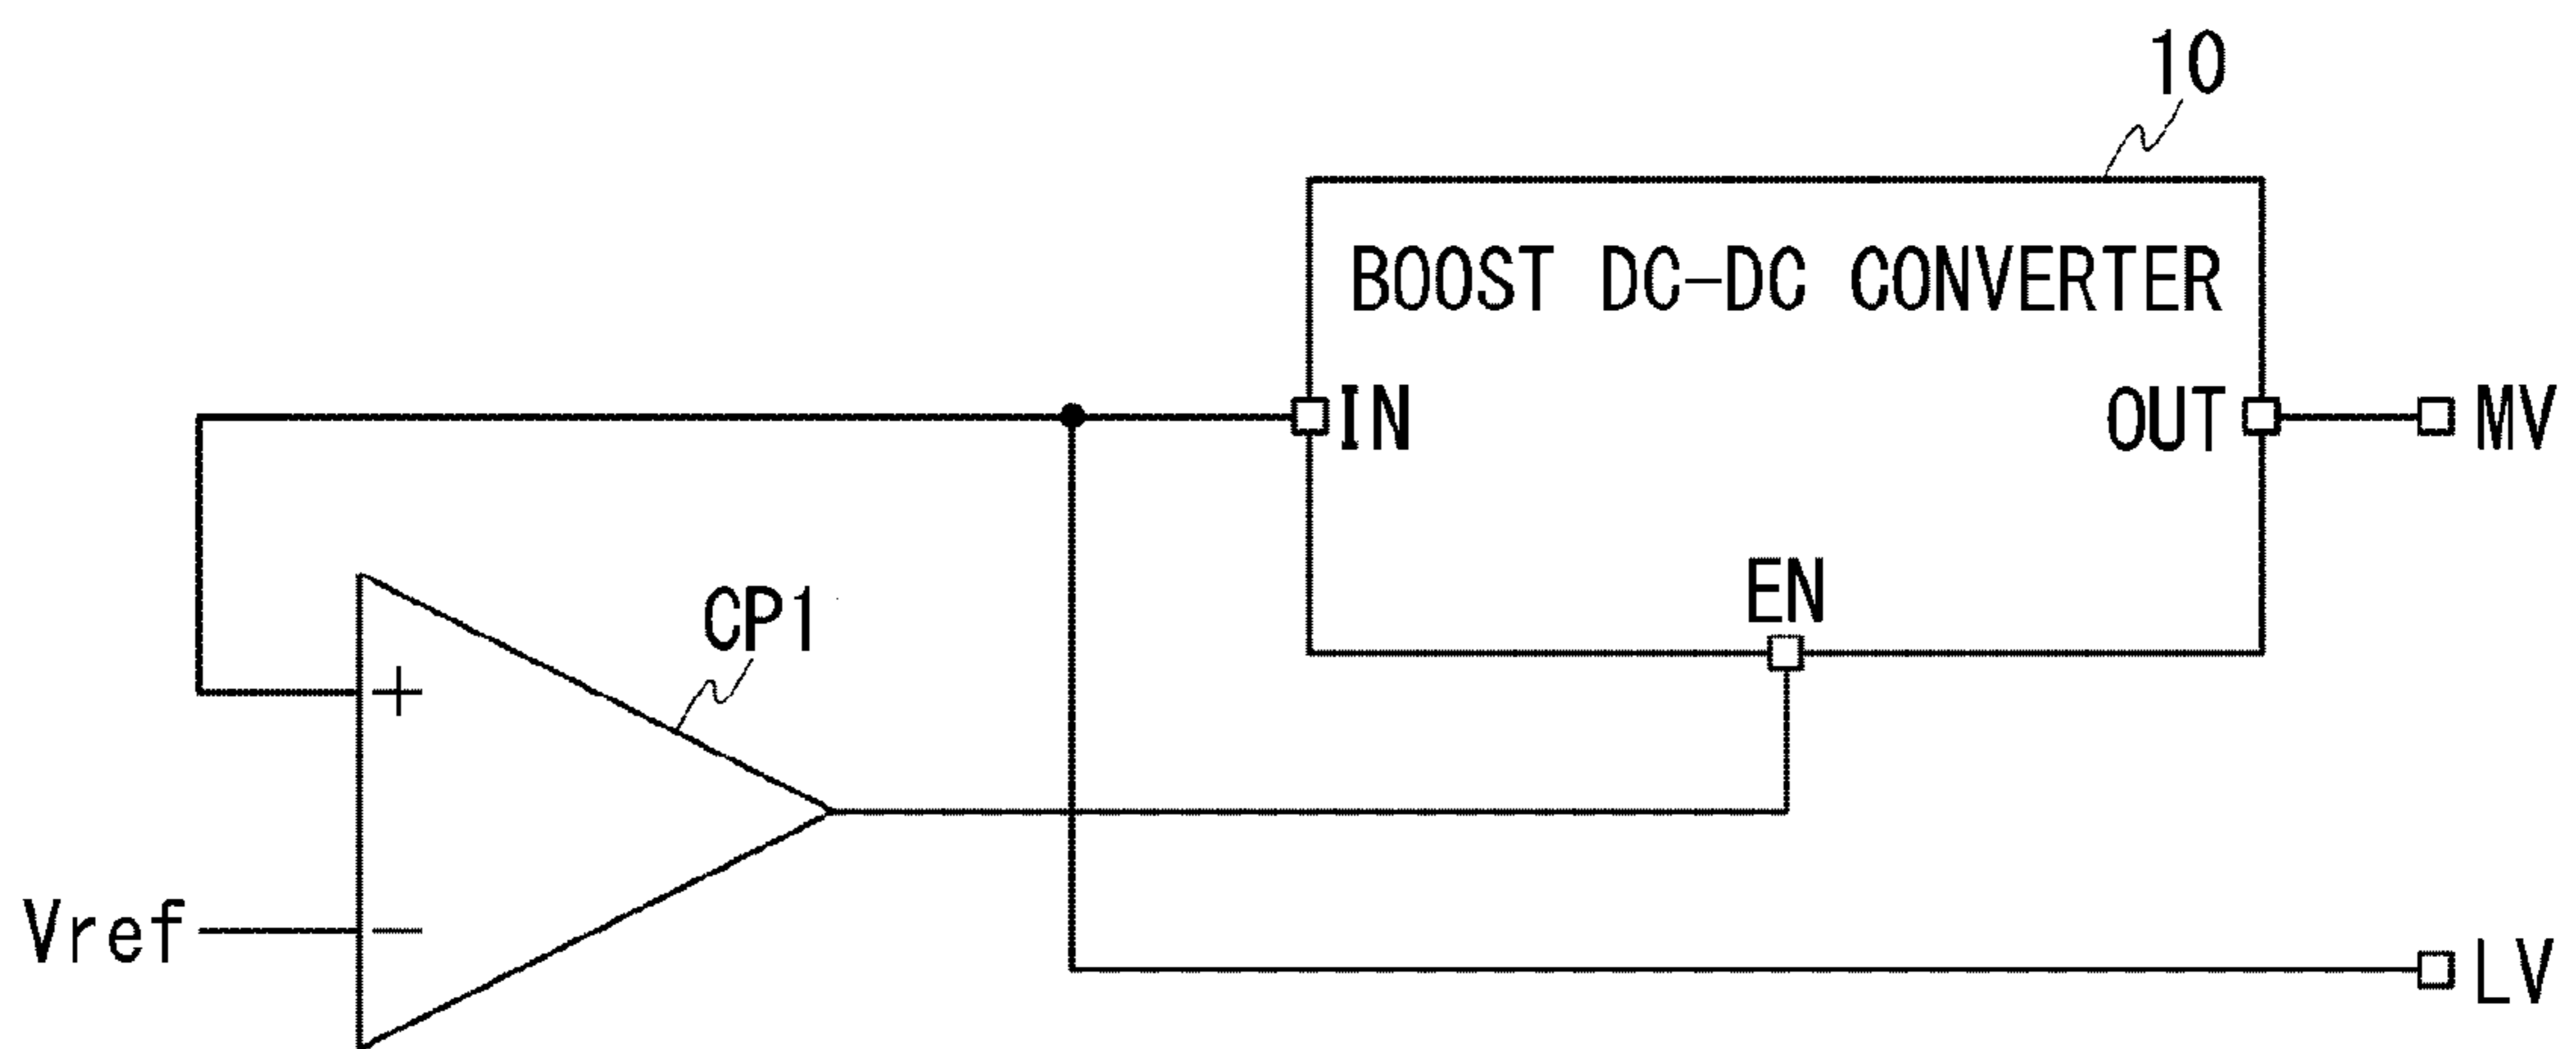 10
BOOST DC-DC CONVERTER
IN
OUT
MV
EN
CP1
+
Vref
−
LV